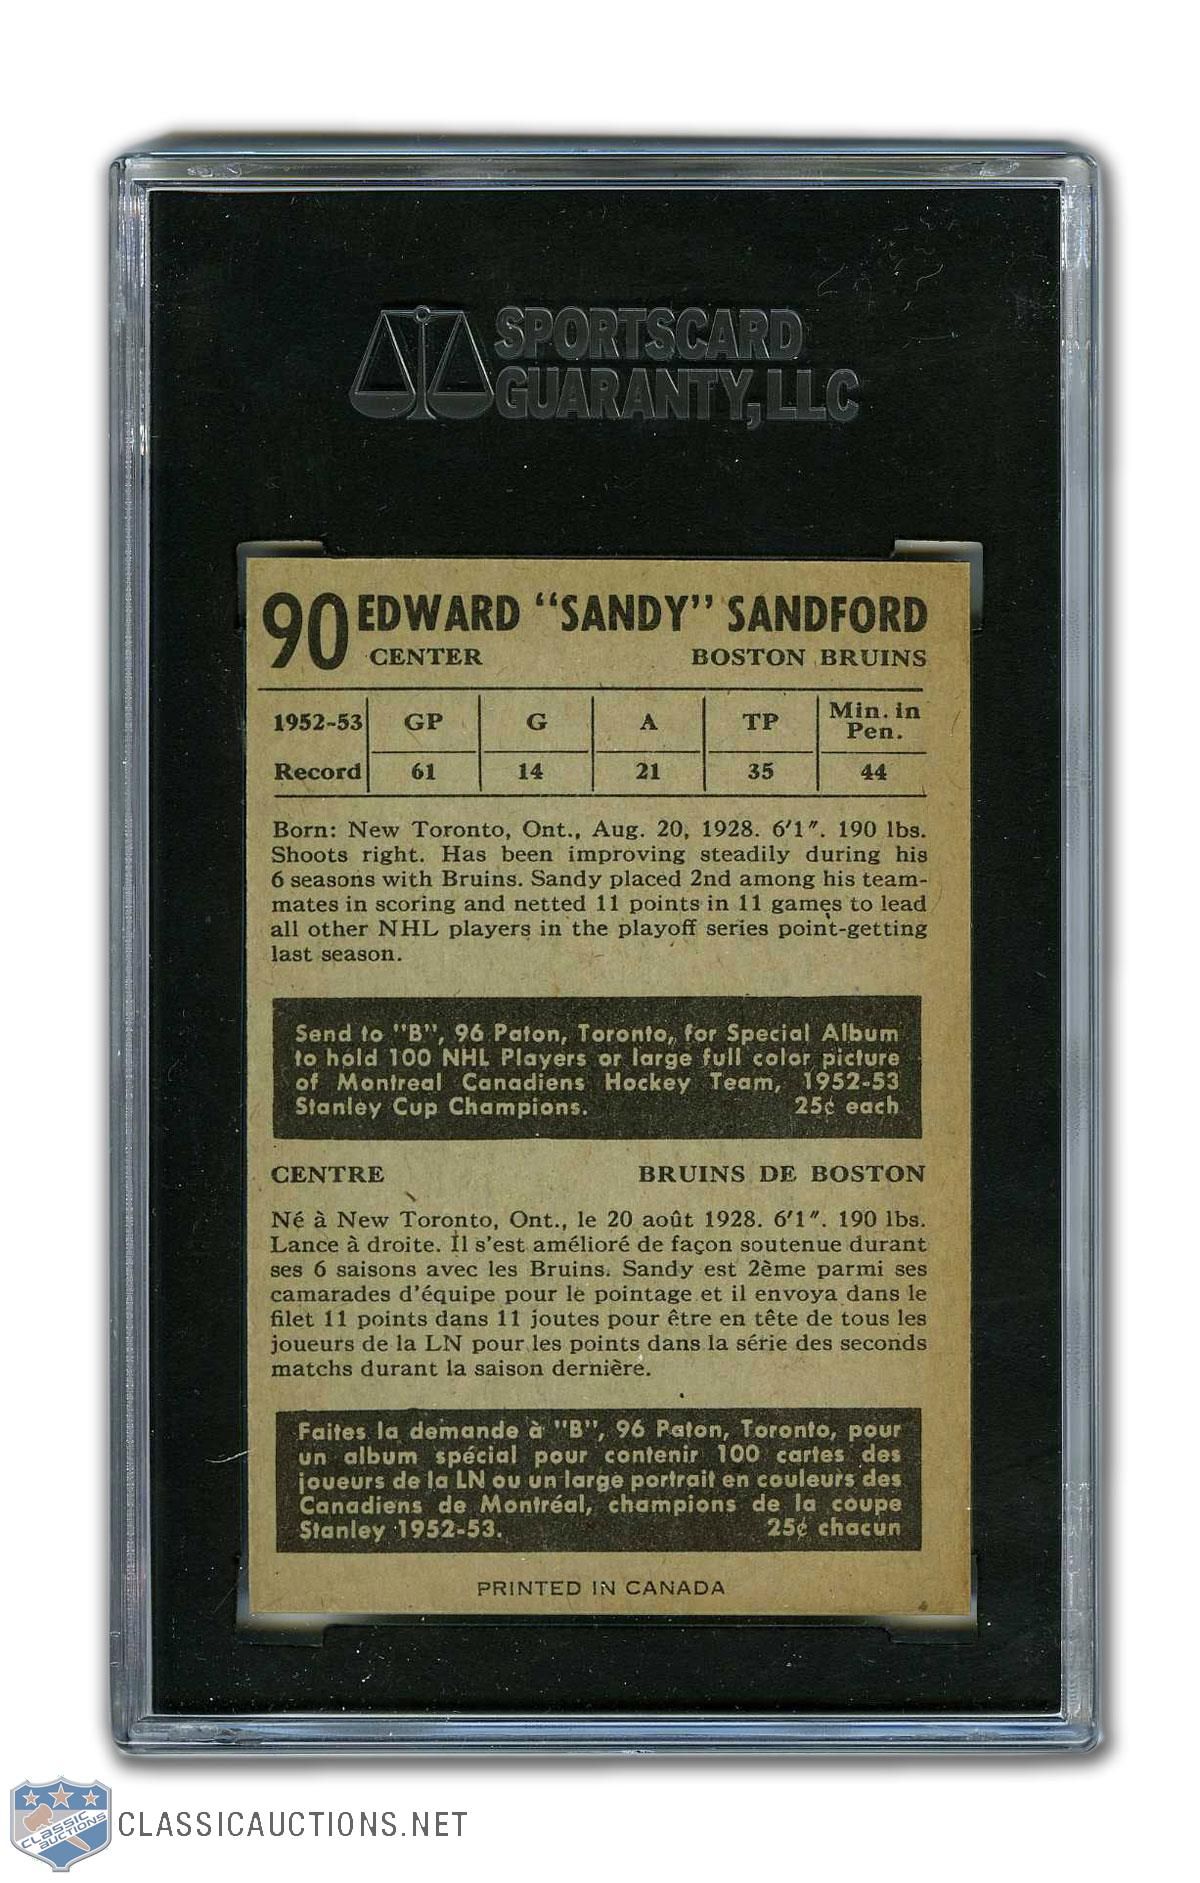 SPORTSCARD
GUARANTY, LLC
90 EDWARD "SANDY" SANDFORD
CENTER BOSTON BRUINS
1952-53 GP G A TP Min. in Pen.
Record 61 14 21 35 44
Born: New Toronto, Ont., Aug. 20, 1928. 6'1". 190 lbs.
Shoots right. Has been improving steadily during his
6 seasons with Bruins. Sandy placed 2nd among his team-
mates in scoring and netted 11 points in 11 games to lead
all other NHL players in the playoff series point-getting
last season.
Send to "B", 96 Paton, Toronto, for Special Album
to hold 100 NHL Players or large full color picture
of Montreal Canadiens Hockey Team, 1952-53
Stanley Cup Champions. 25¢ each
CENTRE BRUINS DE BOSTON
Né à New Toronto, Ont., le 20 août 1928. 6'1". 190 lbs.
Lance à droite. Il s'est amélioré de façon soutenue durant
ses 6 saisons avec les Bruins. Sandy est 2ème parmi ses
camarades d'équipe pour le pointage et il envoya dans le
filet 11 points dans 11 joutes pour être en tête de tous les
joueurs de la LN pour les points dans la série des seconds
matchs durant la saison dernière.
Faites la demande à "B", 96 Paton, Toronto, pour
un album spécial pour contenir 100 cartes des
joueurs de la LN ou un large portrait en couleurs des
Canadiens de Montréal, champions de la coupe
Stanley 1952-53. 25¢ chacun
PRINTED IN CANADA
CLASSIC
AUCTIONS
CLASSICAUCTIONS.NET